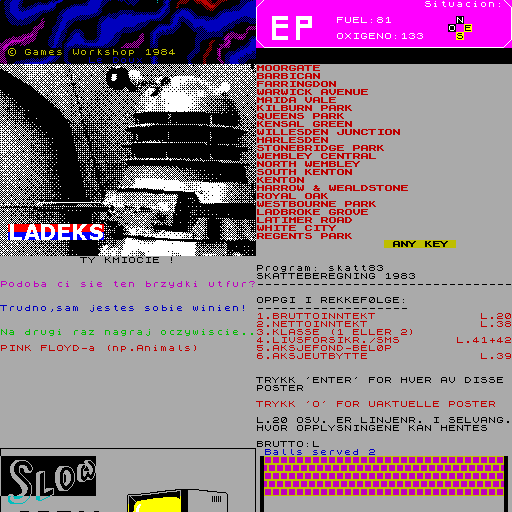 © Games Workshop 1984
Situacion:
EP
FUEL:81
OXIGENO:133
N
O E
S
LADEKS
MOORGATE
BARBICAN
FARRINGDON
WARWICK AVENUE
MAIDA VALE
KILBURN PARK
QUEENS PARK
KENSAL GREEN
WILLESDEN JUNCTION
HARLESDEN
STONEBRIDGE PARK
WEMBLEY CENTRAL
NORTH WEMBLEY
SOUTH KENTON
KENTON
HARROW & WEALDSTONE
ROYAL OAK
WESTBOURNE PARK
LADBROKE GROVE
LATIMER ROAD
WHITE CITY
REGENTS PARK
ANY KEY
TY KMIOCIE !
Podoba ci sie ten brzydki utfur?
Trudno,sam jestes sobie winien!
Na drugi raz nagraj oczywiscie..
PINK FLOYD-a (np.Animals)
Program: skatt83
SKATTEBEREGNING 1983
OPPGI I REKKEFØLGE:
1.BRUTTOINNTEKT L.20
2.NETTOINNTEKT L.38
3.KLASSE (1 ELLER 2)
4.LIVSFORSIKR./SMS L.41+42
5.AKSJEFOND-BELØP
6.AKSJEUTBYTTE L.39
TRYKK 'ENTER' FOR HVER AV DISSE
POSTER
TRYKK '0' FOR UAKTUELLE POSTER
L.20 OSV. ER LINJENR. I SELVANG.
HVOR OPPLYSNINGENE KAN HENTES
BRUTTO:L
SLOW
Balls served 2